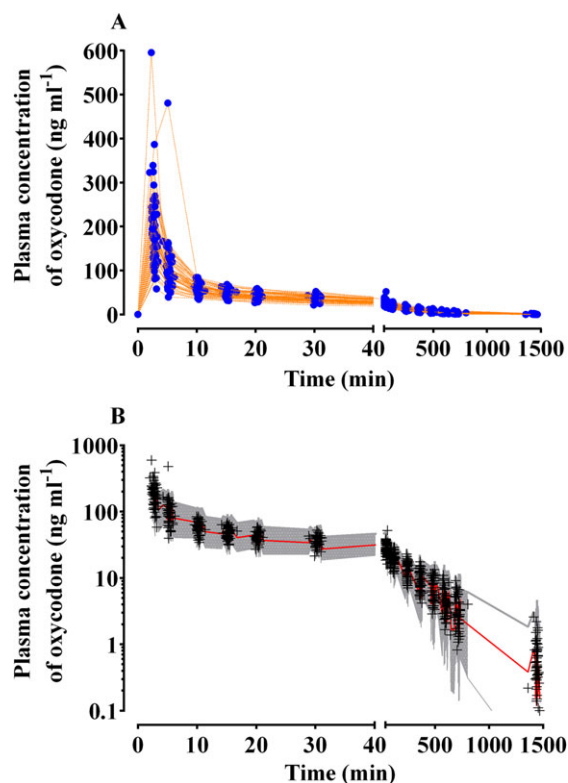 A
Plasma concentration
of oxycodone (ng ml-1)
600
500
400
300
200
100
0
0 10 20 30 40 500 1000 1500
Time (min)
B
Plasma concentration
of oxycodone (ng ml-1)
1000
100
10
1
0.1
0 10 20 30 40 500 1000 1500
Time (min)